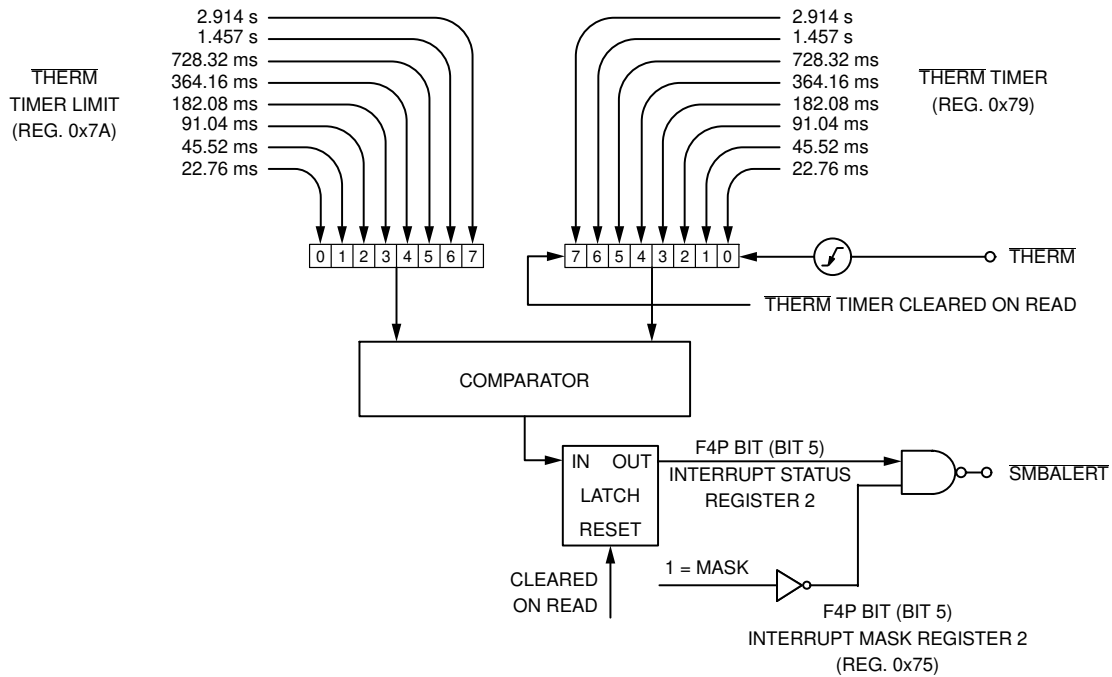 2.914 s
1.457 s
728.32 ms
364.16 ms
182.08 ms
91.04 ms
45.52 ms
22.76 ms
THERM
TIMER LIMIT
(REG. 0x7A)
2.914 s
1.457 s
728.32 ms
364.16 ms
182.08 ms
91.04 ms
45.52 ms
22.76 ms
THERM TIMER
(REG. 0x79)
0 1 2 3 4 5 6 7
7 6 5 4 3 2 1 0
THERM
THERM TIMER CLEARED ON READ
COMPARATOR
IN OUT
LATCH
RESET
F4P BIT (BIT 5)
INTERRUPT STATUS
REGISTER 2
SMBALERT
CLEARED
ON READ
1 = MASK
F4P BIT (BIT 5)
INTERRUPT MASK REGISTER 2
(REG. 0x75)